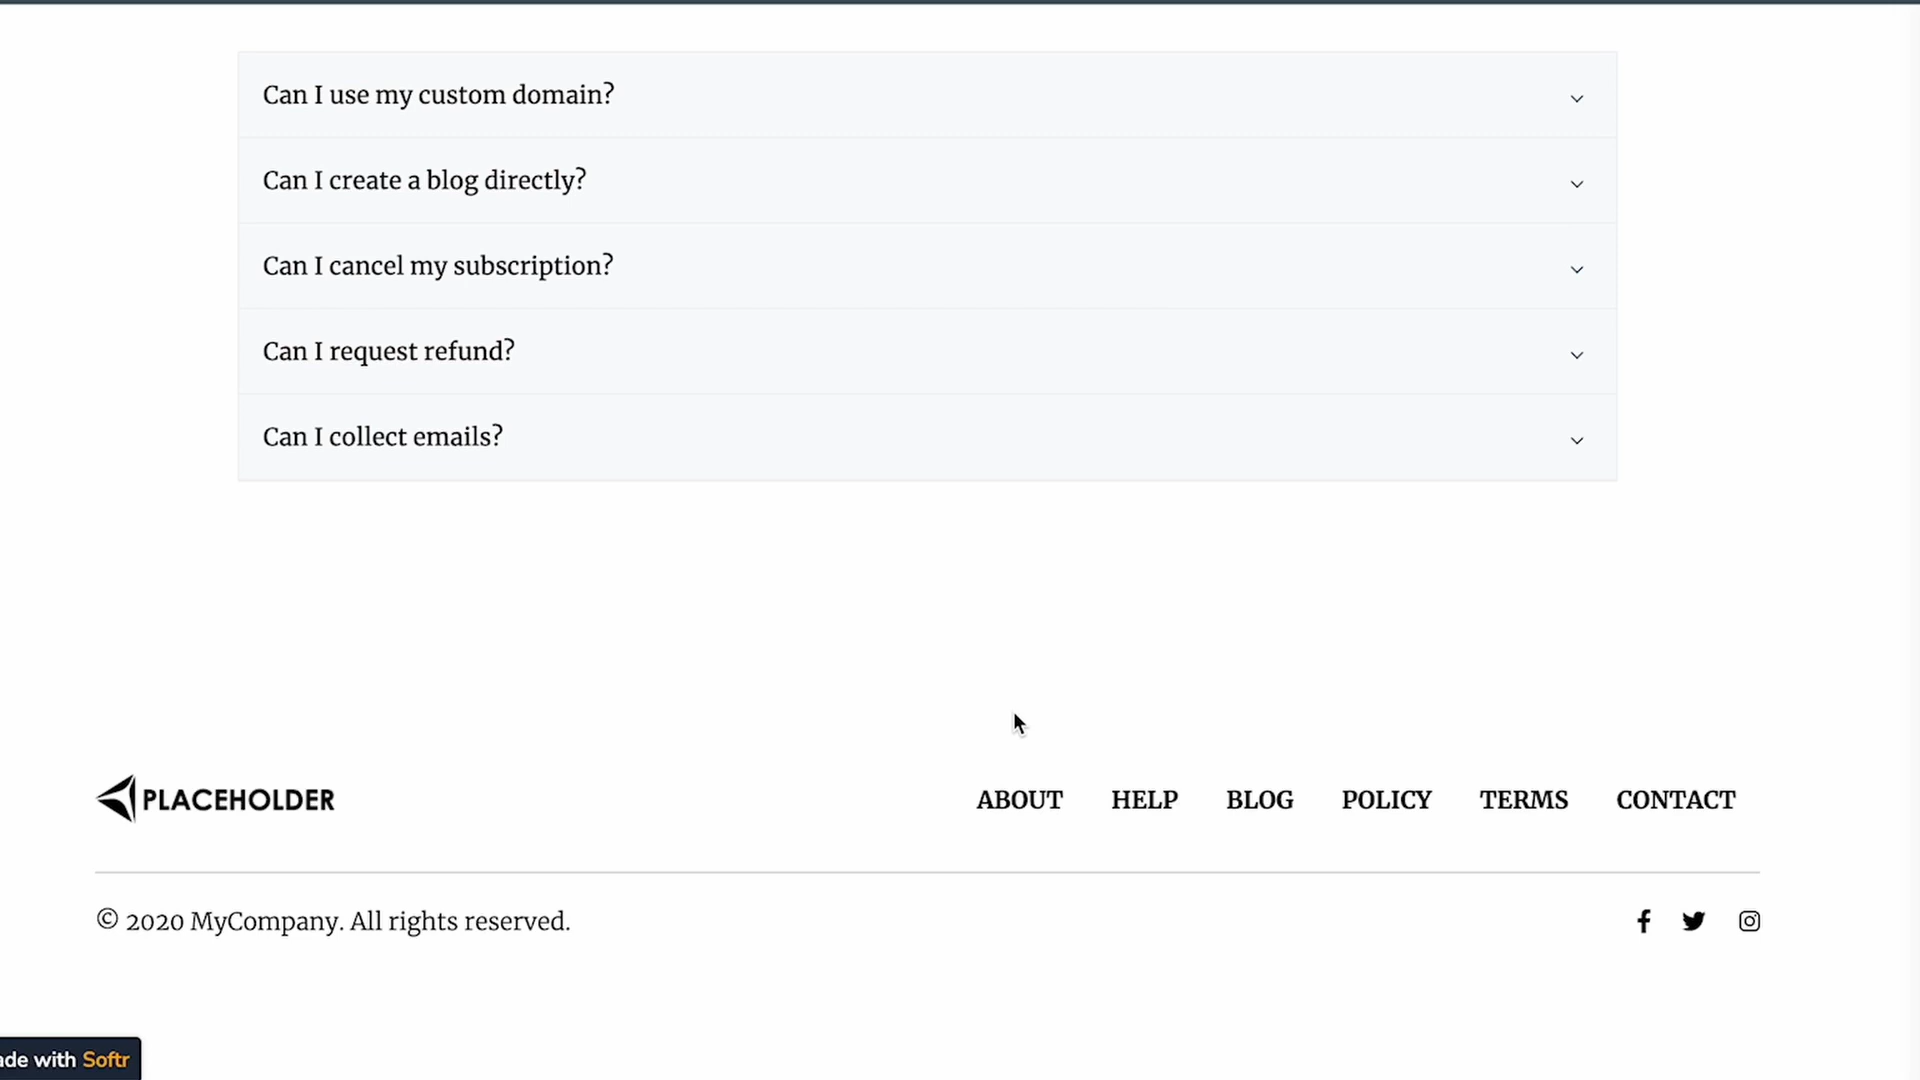 Can I use my custom domain?
Can I create a blog directly?
Can I cancel my subscription?
Can I request refund?
Can I collect emails?
PLACEHOLDER
ABOUT HELP BLOG POLICY TERMS CONTACT
© 2020 MyCompany. All rights reserved.
ade with Softr